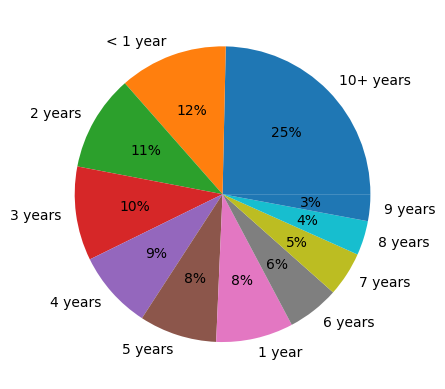 < 1 year
10+ years
12%
25%
2 years
11%
3 years
10%
3%
9 years
4%
8 years
5%
9%
6%
7 years
8%
8%
4 years
6 years
5 years
1 year